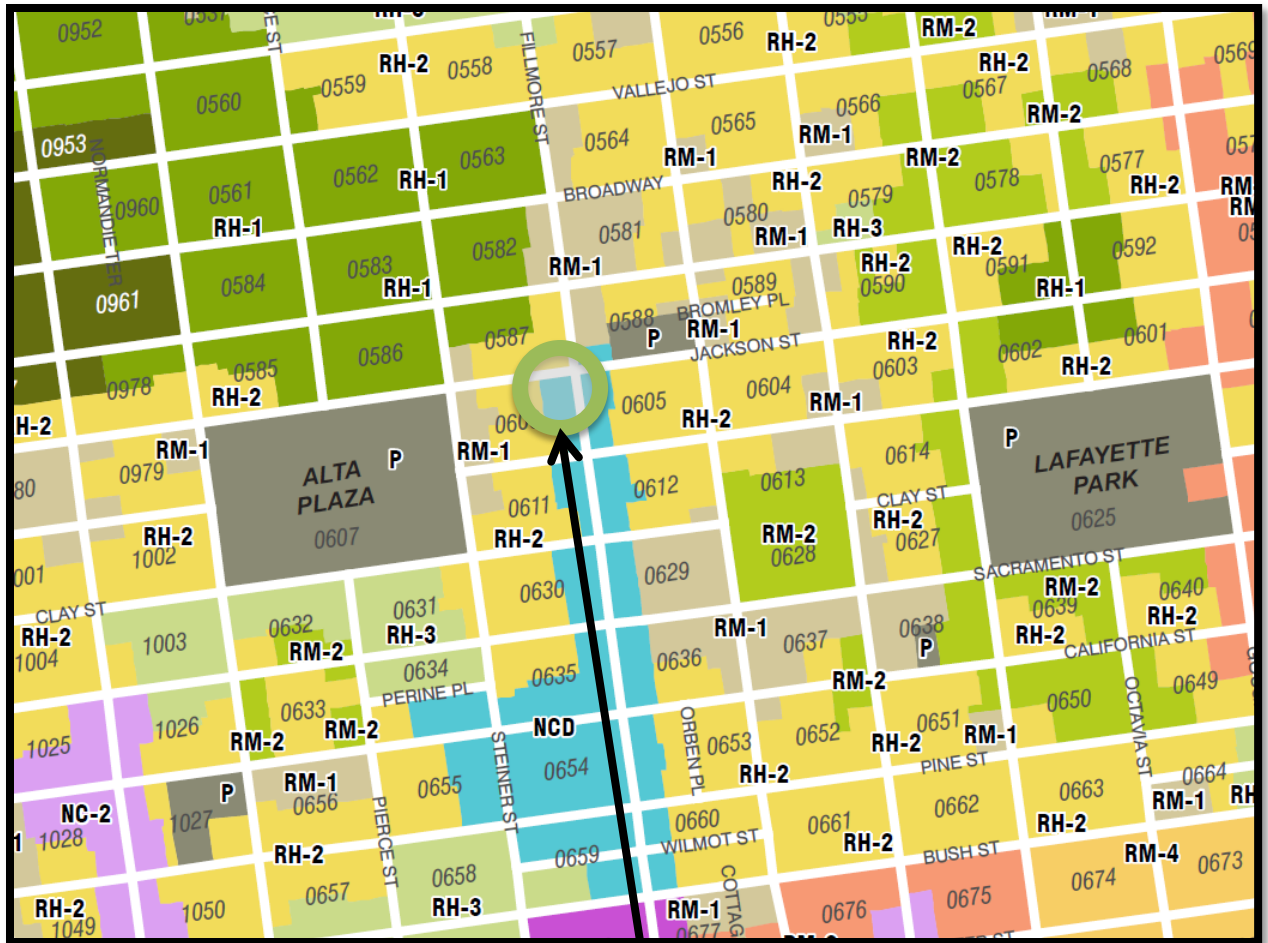 0952
0556
RM-2
RH-2
0557
0569
RH-2
0558
FILLMORE ST
RH-2
0568
0559
VALLEJO ST
0567
0560
0566
RM-2
0953
0564
0565
RM-1
NORMANDIE TER
0563
RM-1
RM-2
0562
RH-1
BROADWAY
RH-2
0578
0577
RH-2
0561
0579
0960
0580
RH-1
0582
0581
RM-1
RH-3
RH-2
0592
0583
RM-1
RH-2
0591
0584
RH-1
0589
0590
RH-1
0961
0588
BROMLEY PL
0587
P
RM-1
JACKSON ST
RH-2
0601
0586
0602
RH-2
0585
0603
0978
RH-2
0604
RM-1
0605
RH-2
P
RM-1
ALTA
PLAZA
P
RM-1
0614
LAFAYETTE
PARK
0979
0613
0612
CLAY ST
0611
RH-2
0625
0607
RH-2
RM-2
0627
RH-2
1002
0628
SACRAMENTO ST
0629
RM-2
0640
CLAY ST
0630
0639
RH-2
RH-2
0631
0632
RH-3
RM-1
0638
RH-2
1004
1003
RM-2
0637
P
CALIFORNIA ST
0634
0636
RM-2
0635
PERINE PL
0649
0633
0650
OCTAVIA ST
1026
RM-2
NCD
ORBEN PL
0651
RM-1
1025
RM-2
0653
0652
RH-2
STEINER ST
0654
RH-2
PINE ST
0664
P
RM-1
0656
0655
0663
RM-1
NC-2
1027
PIERCE ST
0660
0661
0662
1028
WILMOT ST
RH-2
RH-2
RH-2
0659
BUSH ST
RM-4
0673
0657
0658
0674
0675
RH-2
1049
1050
RH-3
RM-1
0676
0677